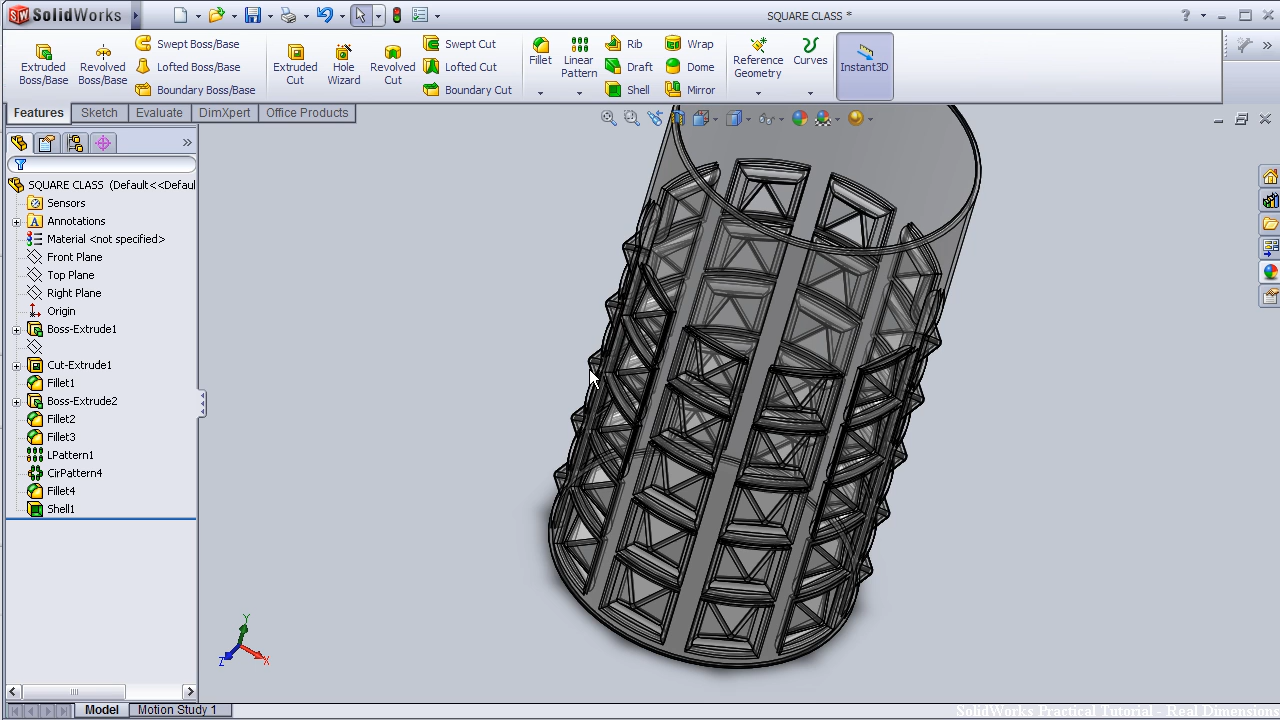 SolidWorks
SQUARE CLASS *
Extruded Boss/Base
Revolved Boss/Base
Swept Boss/Base
Lofted Boss/Base
Boundary Boss/Base
Extruded Cut
Hole Wizard
Revolved Cut
Swept Cut
Lofted Cut
Boundary Cut
Fillet
Linear Pattern
Rib
Draft
Shell
Wrap
Dome
Mirror
Reference Geometry
Curves
Instant3D
Features
Sketch
Evaluate
DimXpert
Office Products
SQUARE CLASS (Default<<Defaul
Sensors
Annotations
Material <not specified>
Front Plane
Top Plane
Right Plane
Origin
Boss-Extrude1
Cut-Extrude1
Fillet1
Boss-Extrude2
Fillet2
Fillet3
LPattern1
CirPattern4
Fillet4
Shell1
Y
X
Z
Model
Motion Study 1
SolidWorks Practical Tutorial - Real Dimensions